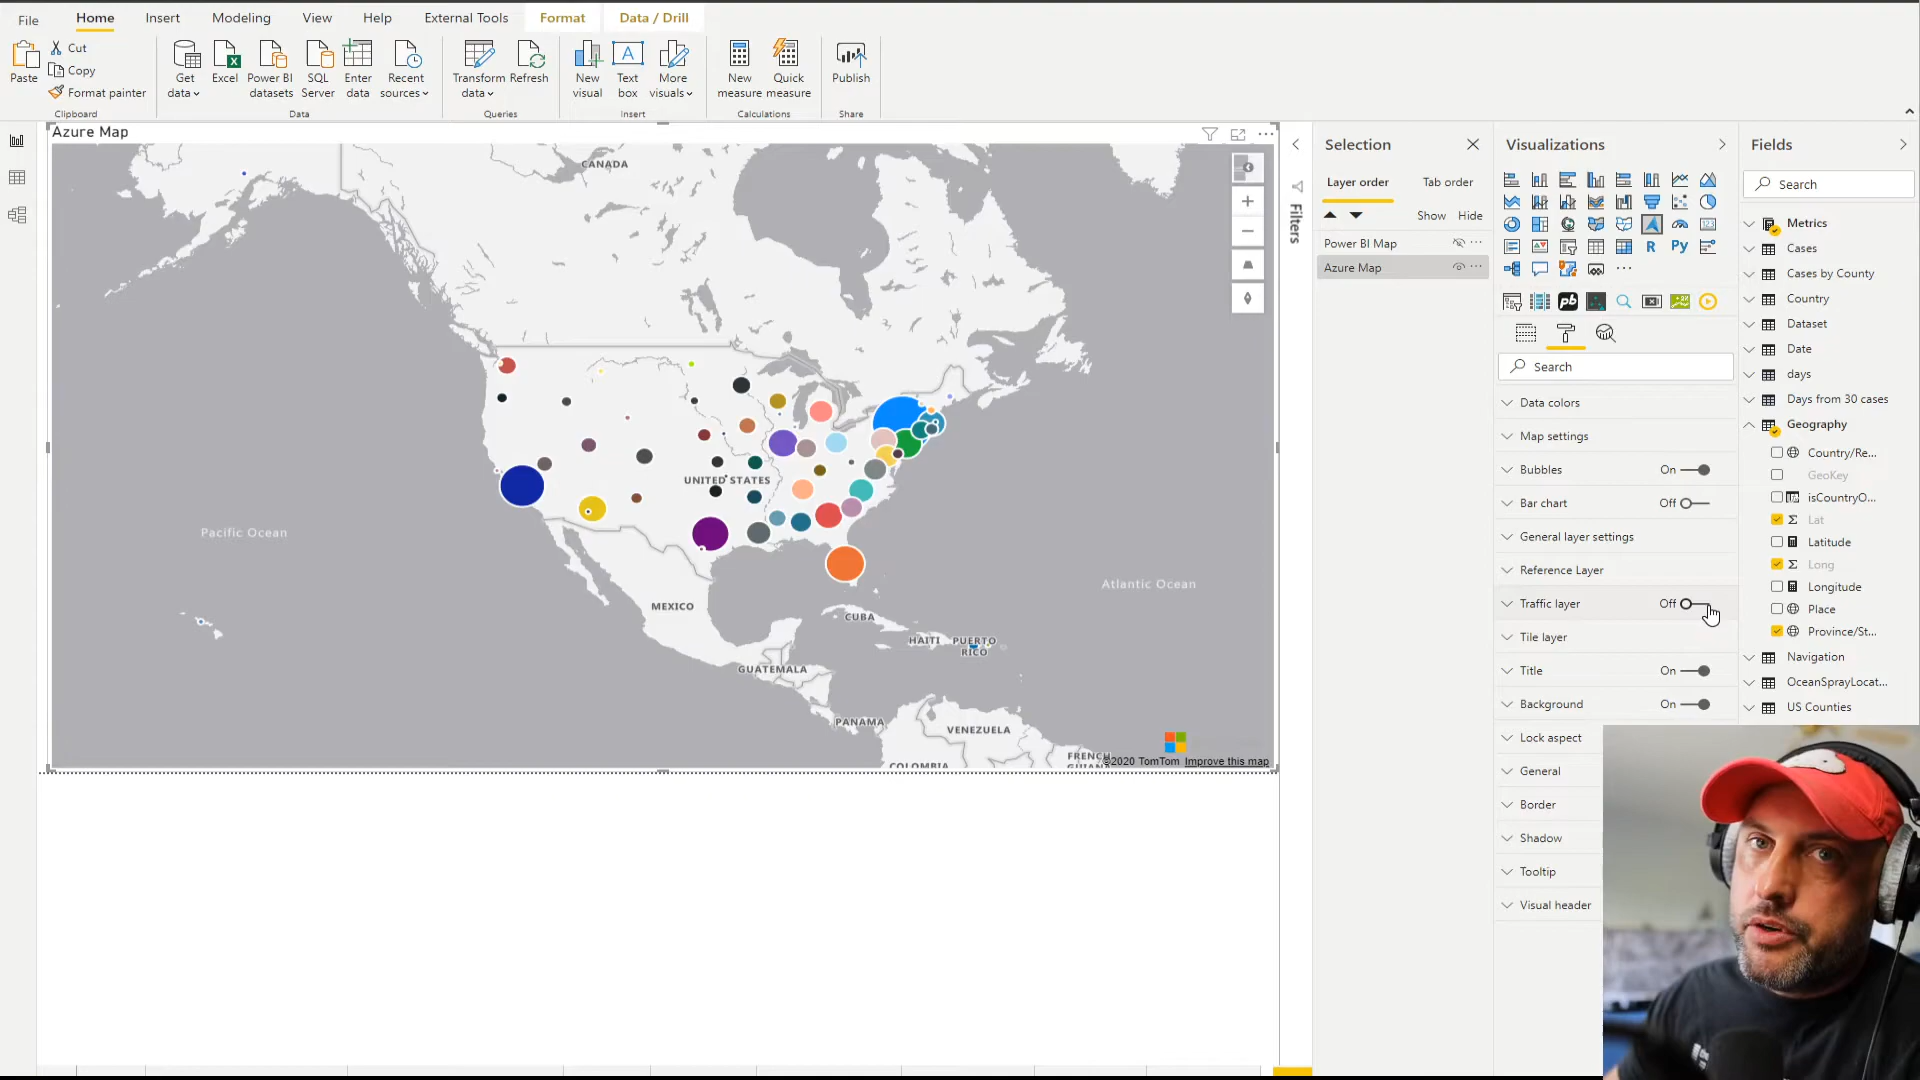 File
Home
Insert
Modeling
View
Help
External Tools
Format
Data / Drill
Paste
Cut
Copy
Format painter
Clipboard
Get data
Excel
Power BI datasets
SQL Server
Enter data
Recent sources
Data
Transform data
Refresh
Queries
New visual
Text box
More visuals
Insert
New measure
Quick measure
Calculations
Publish
Share
Azure Map
CANADA
UNITED STATES
Pacific Ocean
Atlantic Ocean
MEXICO
CUBA
HAITI
PUERTO RICO
GUATEMALA
PANAMA
VENEZUELA
COLOMBIA
FRENCH
©2020 TomTom Improve this map
Filters
Selection
Layer order
Tab order
Show
Hide
Power BI Map
Azure Map
Visualizations
R
Py
pb
Search
Data colors
Map settings
Bubbles On
Bar chart Off
General layer settings
Reference Layer
Traffic layer Off
Tile layer
Title On
Background On
Lock aspect
General
Border
Shadow
Tooltip
Visual header
Fields
Search
Metrics
Cases
Cases by County
Country
Dataset
Date
days
Days from 30 cases
Geography
Country/Re...
GeoKey
isCountryO...
Lat
Latitude
Long
Longitude
Place
Province/St...
Navigation
OceanSprayLocat...
US Counties